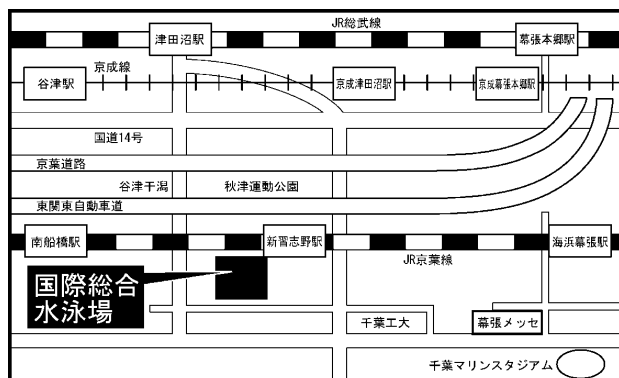 JR総武線
津田沼駅
幕張本郷駅
京成線
谷津駅
京成津田沼駅
京成幕張本郷駅
国道14号
京葉道路
谷津干潟
秋津運動公園
東関東自動車道
南船橋駅
新習志野駅
海浜幕張駅
JR京葉線
国際総合
水泳場
千葉工大
幕張メッセ
千葉マリンスタジアム